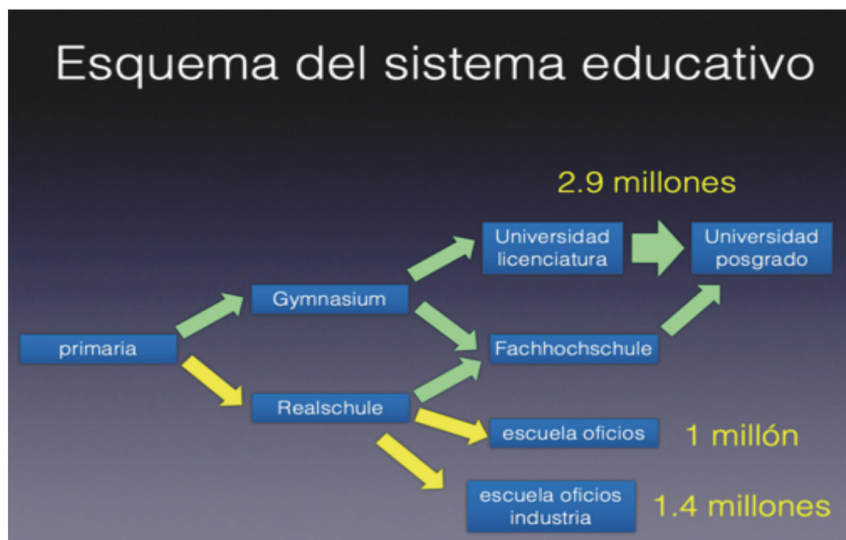 Esquema del sistema educativo
2.9 millones
Universidad
licenciatura
Universidad
posgrado
Gymnasium
primaria
Fachhochschule
Realschule
escuela oficios
1 millón
escuela oficios
industria
1.4 millones